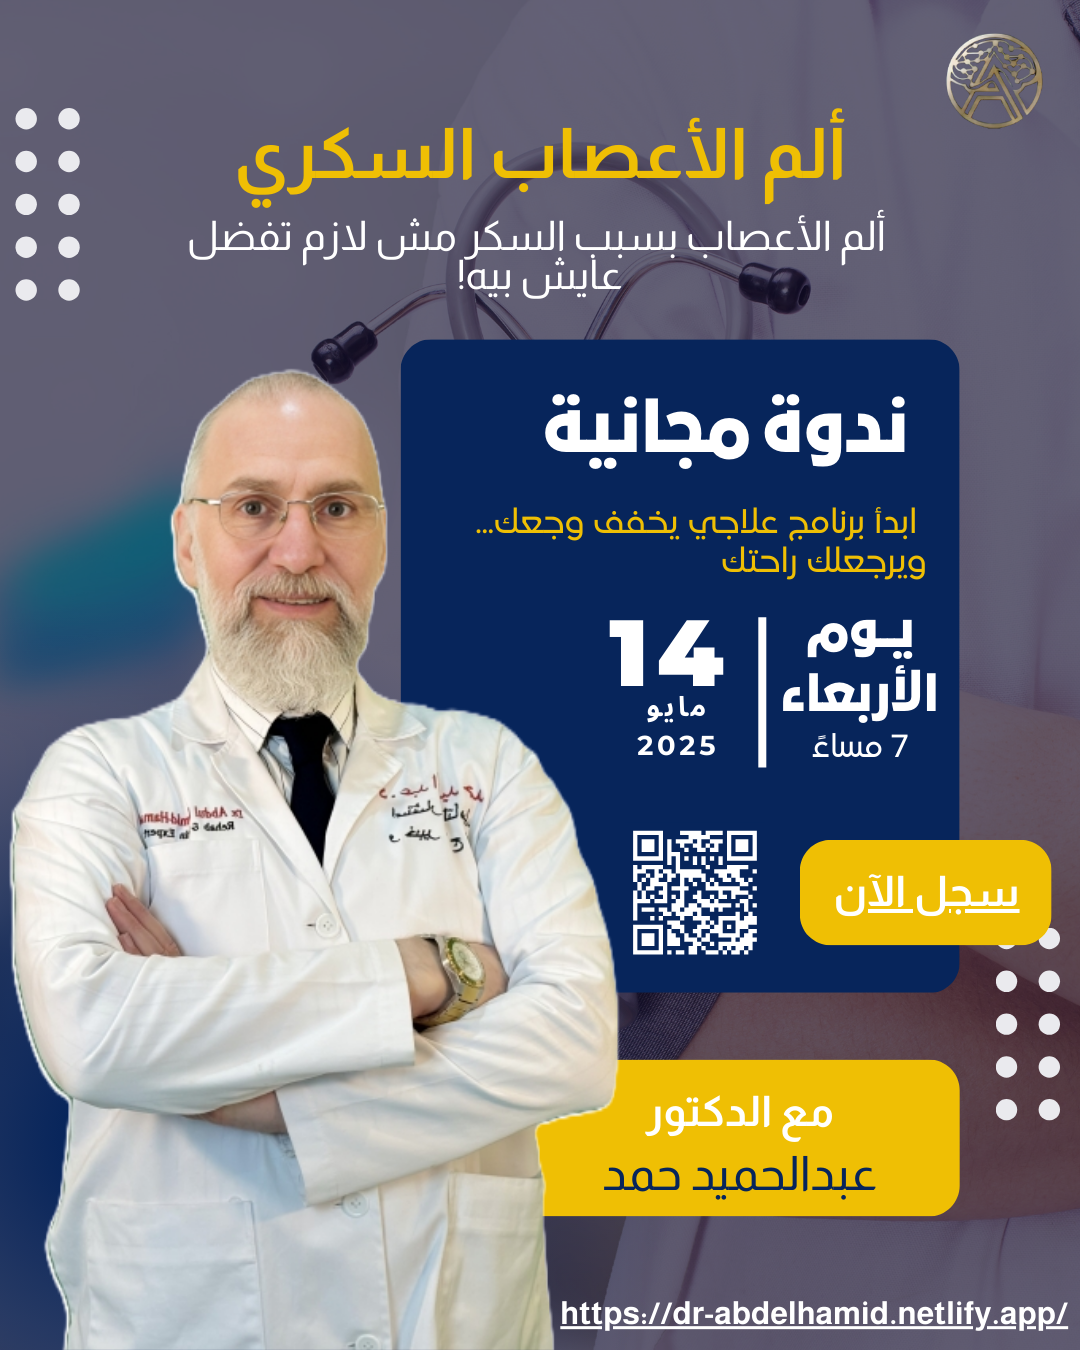 ألم الأعصاب السكري
ألم الأعصاب بسبب السكر مش لازم تفضل
عايش بيه!
ندوة مجانية
ابدأ برنامج علاجي يخفف وجعك...
ويرجعلك راحتك
يوم
الأربعاء
7 مساءً
14
مايو
2025
سجل الآن
مع الدكتور
عبدالحميد حمد
https://dr-abdelhamid.netlify.app/